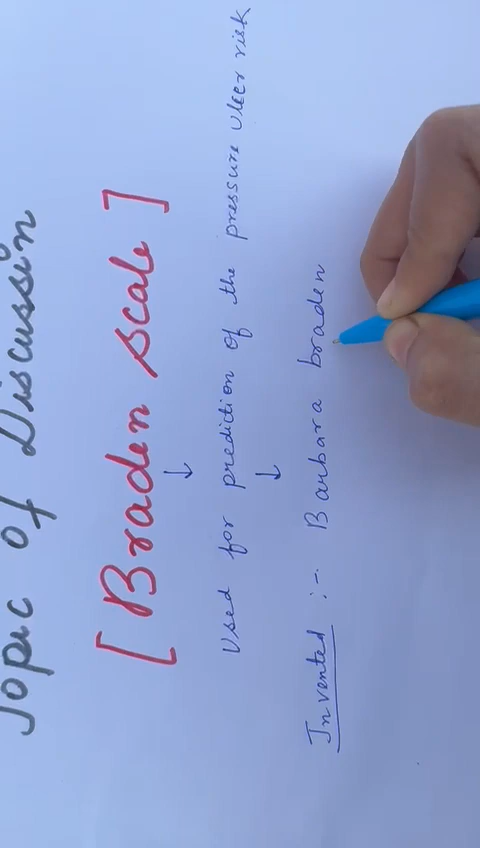 Topic of Discussion
[Braden scale]
↓
Used for prediction of the pressure ulcer risk
↓
Invented :- Barbara braden